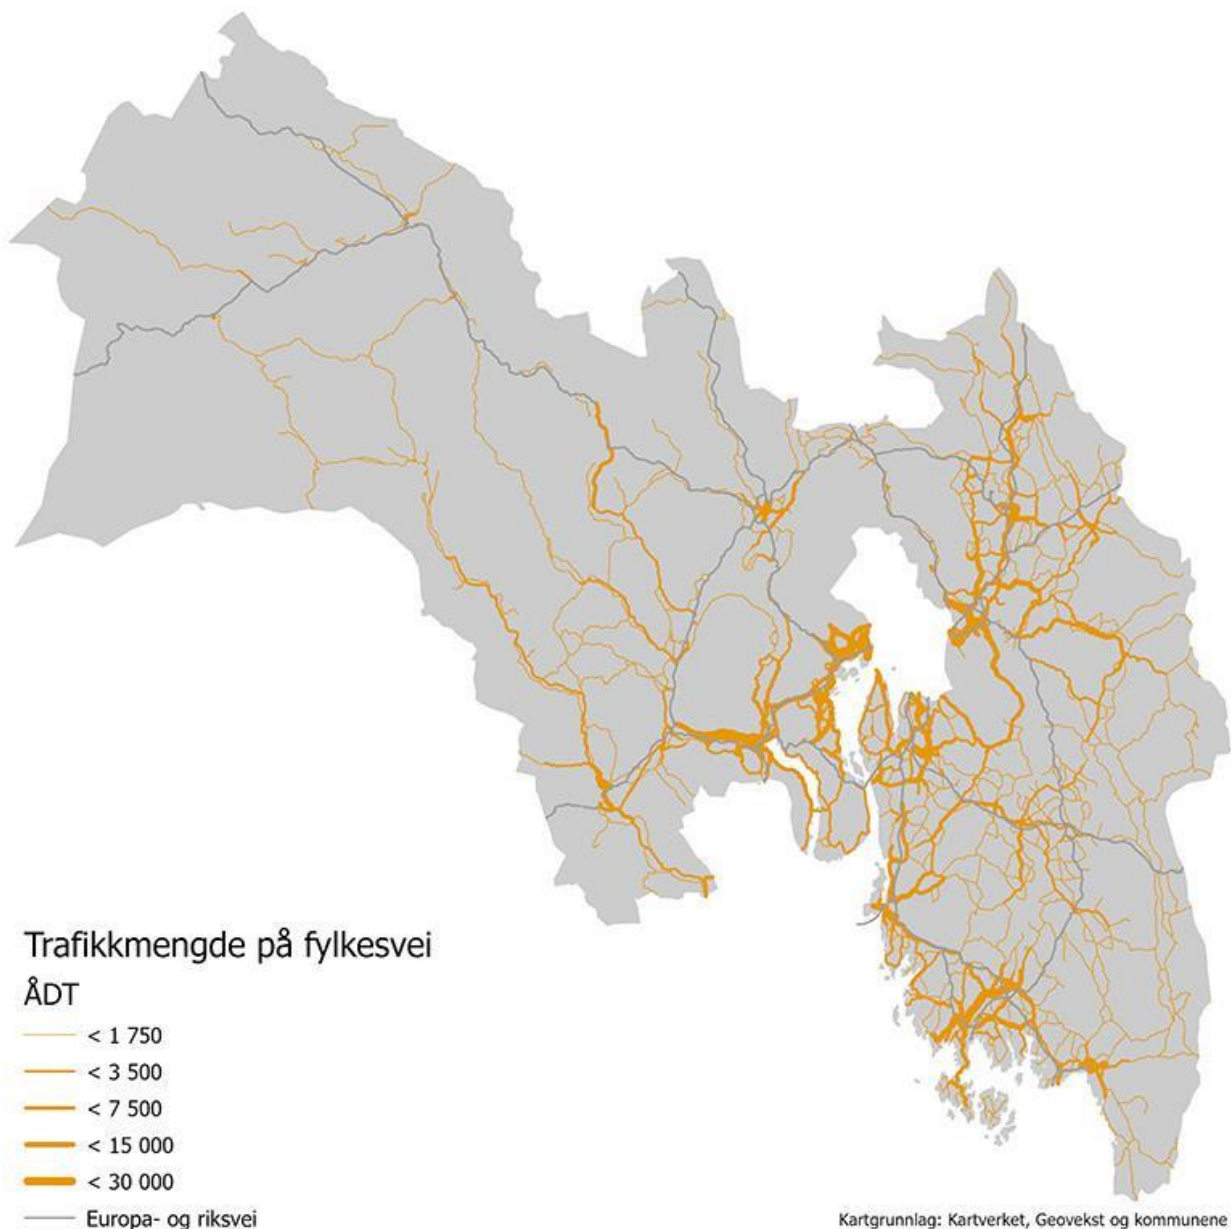 Trafikkmengde på fylkesvei
ÅDT
< 1 750
< 3 500
< 7 500
< 15 000
< 30 000
Europa- og riksvei
Kartgrunnlag: Kartverket, Geovekst og kommunene